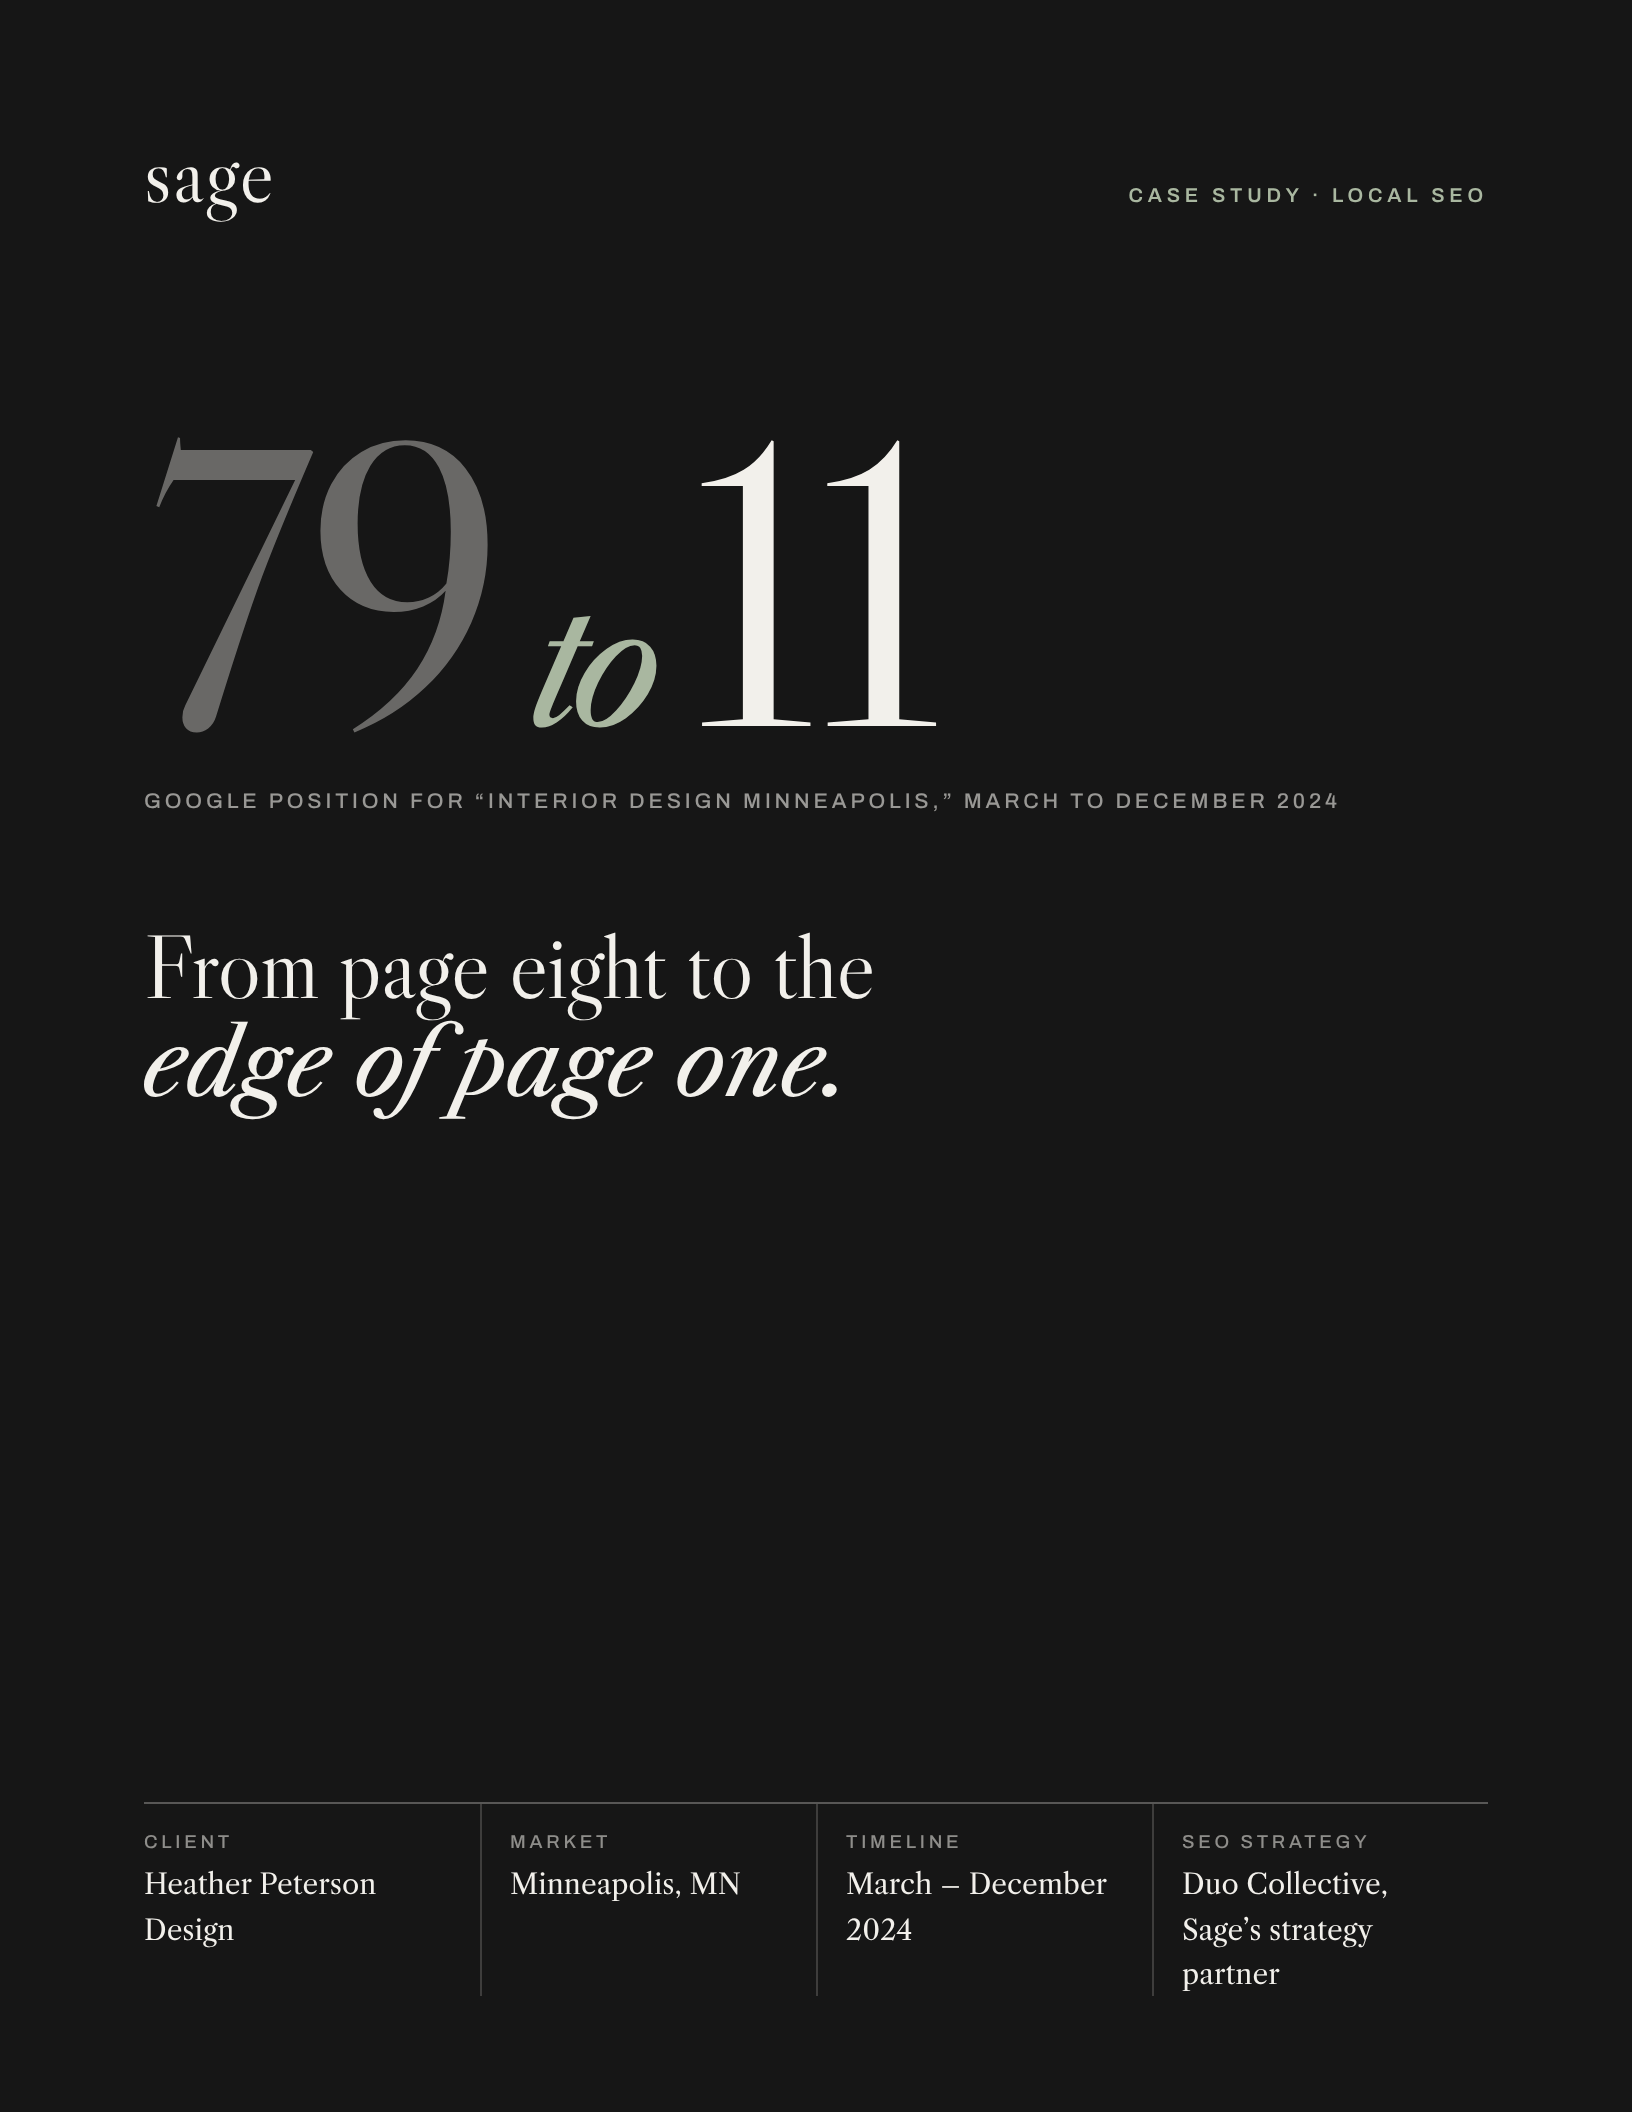 sage
CASE STUDY · LOCAL SEO
79 to 11
GOOGLE POSITION FOR “INTERIOR DESIGN MINNEAPOLIS,” MARCH TO DECEMBER 2024
From page eight to the
edge of page one.
CLIENT
Heather Peterson
Design
MARKET
Minneapolis, MN
TIMELINE
March – December
2024
SEO STRATEGY
Duo Collective,
Sage’s strategy
partner